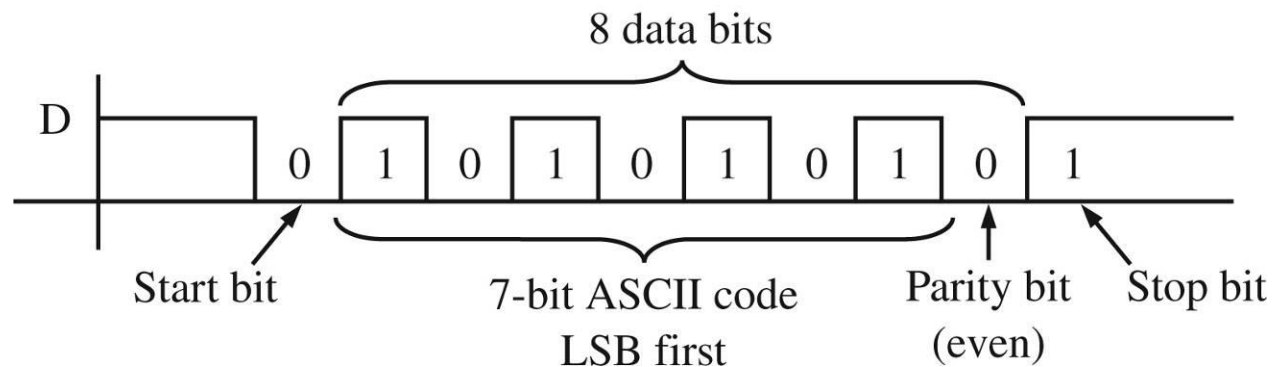 8 data bits
D
0 1 0 1 0 1 0 1 0 1
Start bit
7-bit ASCII code
LSB first
Parity bit
(even)
Stop bit